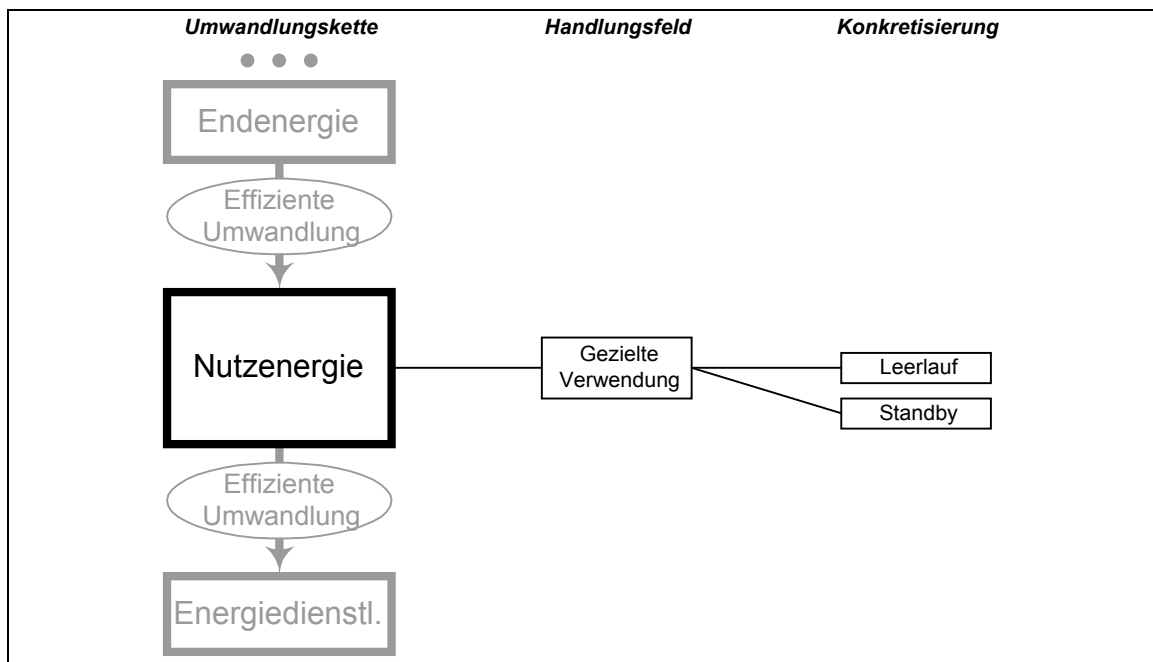 Umwandlungskette
Handlungsfeld
Konkretisierung
Endenergie
Effiziente
Umwandlung
Nutzenergie
Gezielte
Verwendung
Leerlauf
Standby
Effiziente
Umwandlung
Energiedienstl.